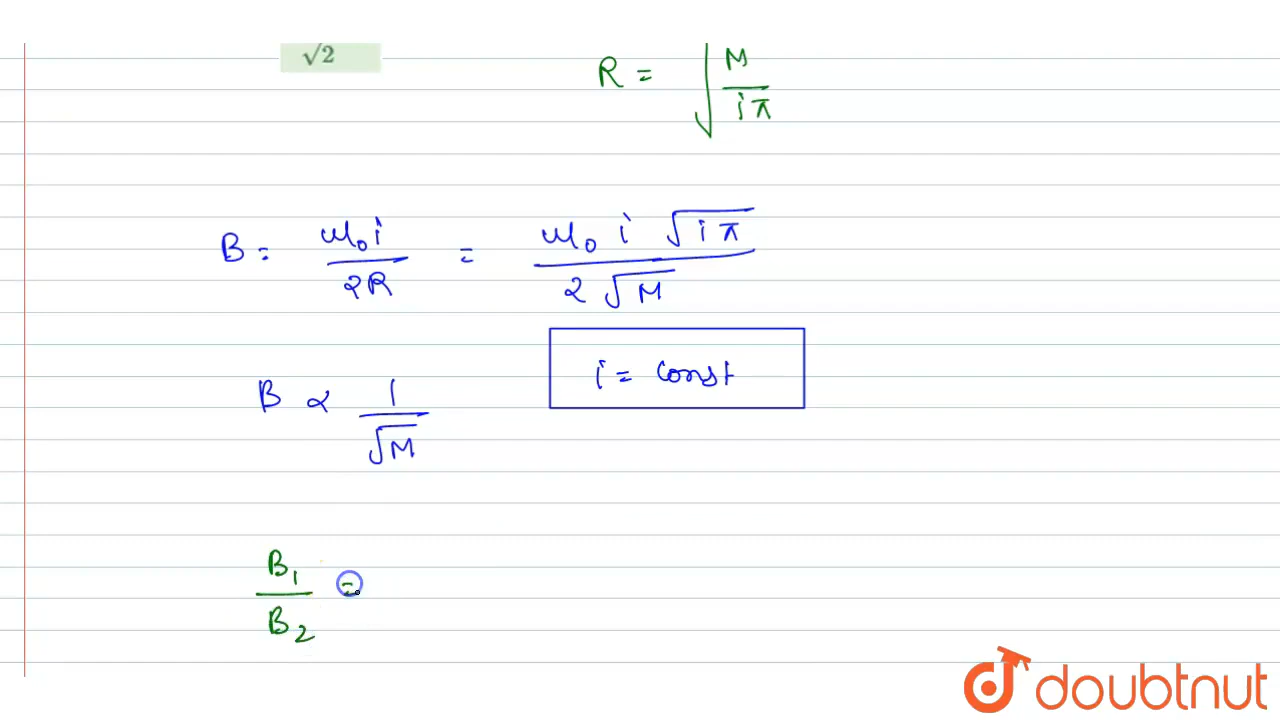 √2
R = √(M / iπ)
B = μ₀i / 2R = μ₀ i √(iπ) / 2√M
i = const
B ∝ 1 / √M
B₁ / B₂ =
doubtnut